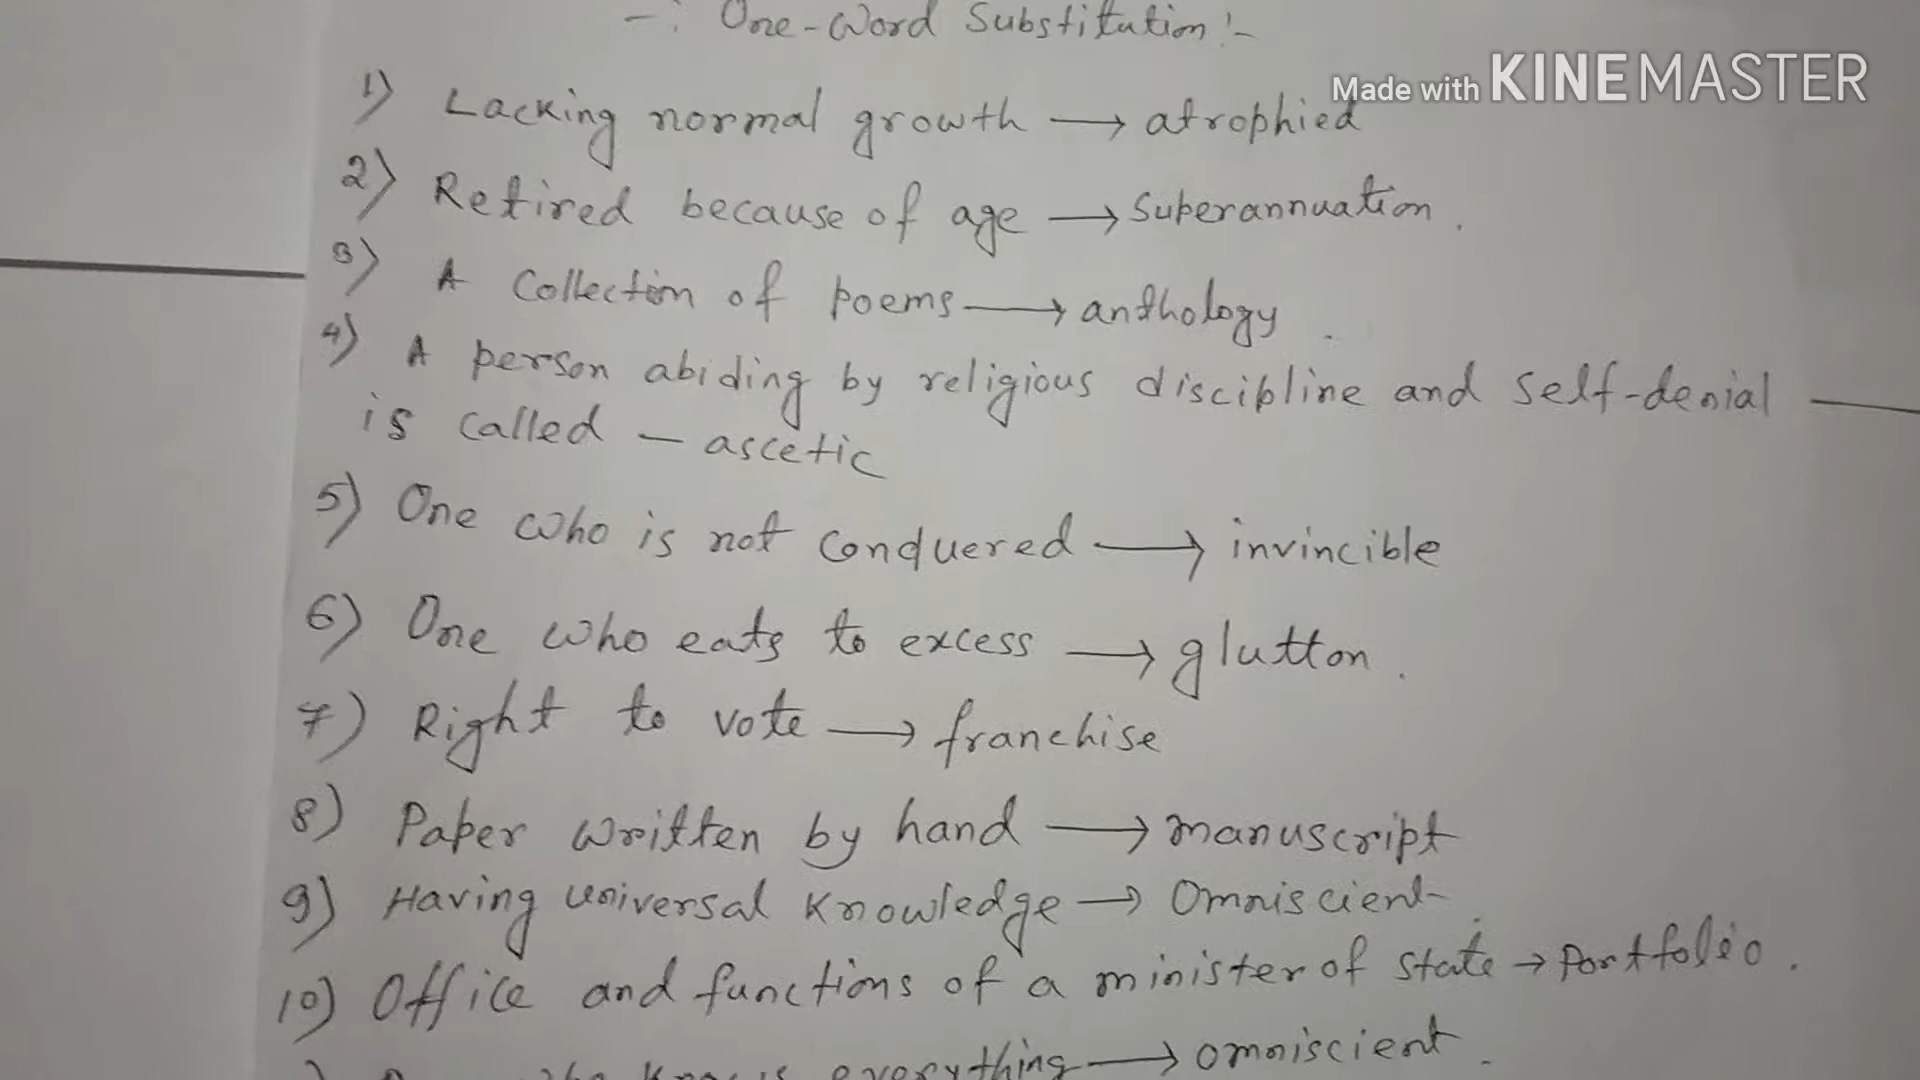 -: One-Word Substitution:-
Made with KINEMASTER
1) Lacking normal growth → atrophied
2) Retired because of age → Superannuation.
3) A Collection of poems → anthology.
4) A person abiding by religious discipline and self-denial
is called - ascetic
5) One who is not conquered → invincible
6) One who eats to excess → glutton.
7) Right to vote → franchise
8) Paper written by hand → manuscript
9) Having universal knowledge → Omniscient
10) Office and functions of a minister of state → Portfolio.
everything → omniscient.